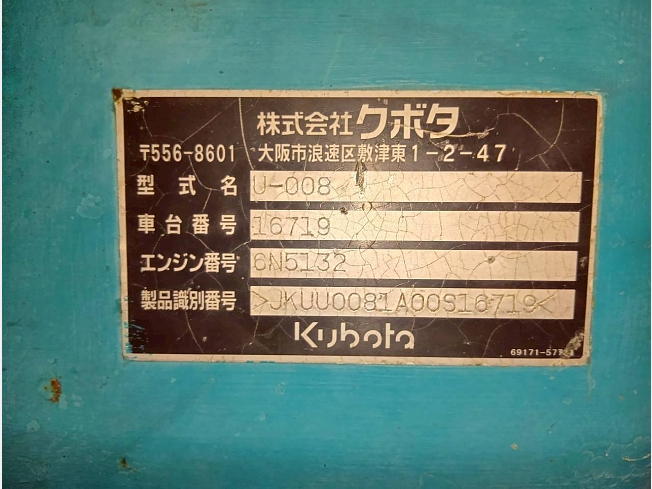 株式会社クボタ
〒556-8601 大阪市浪速区敷津東1-2-47
型式名 U-008
車台番号 16719
エンジン番号 6N5132
製品識別番号 >JKUU0081A00S16719<
Kubota